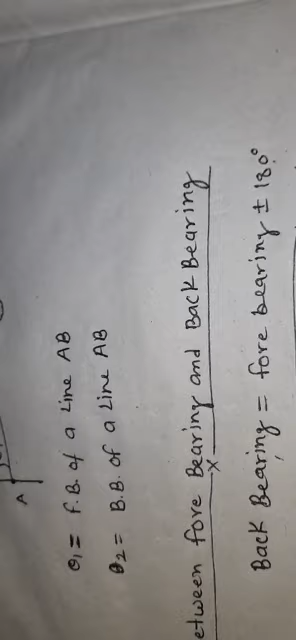 A
θ₁ = F.B. of a Line AB
θ₂ = B.B. of a Line AB
etween fore Bearing and Back Bearing
Back Bearing = fore bearing ± 180°